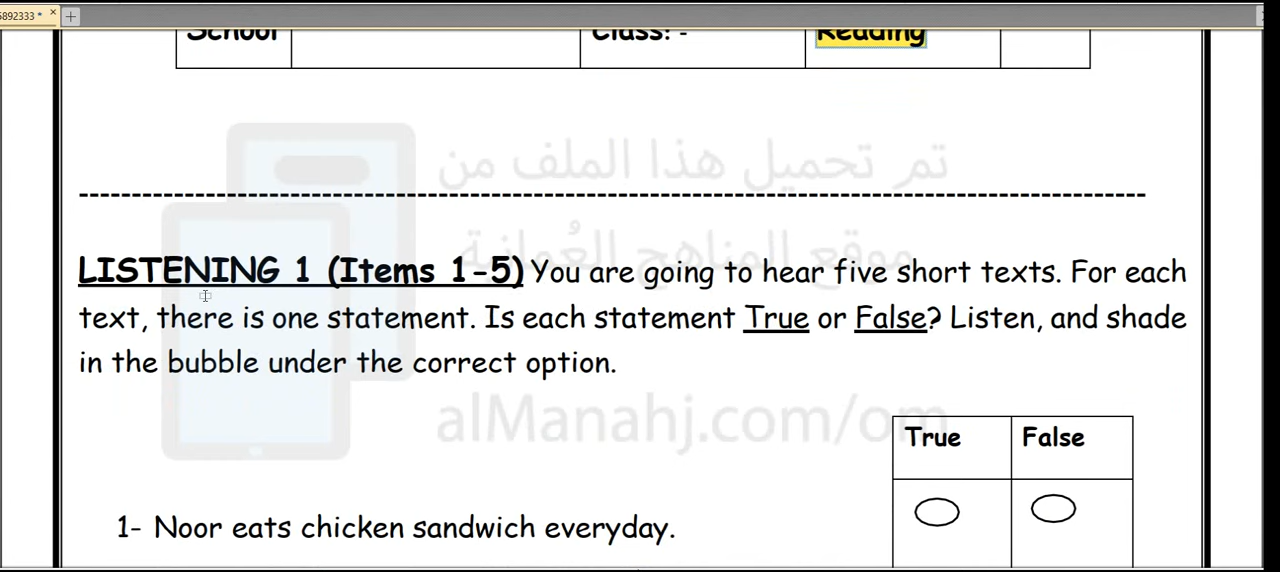 5892333 *
School Class: - Reading
تم تحميل هذا الملف من
موقع المناهج العُمانية
LISTENING 1 (Items 1-5) You are going to hear five short texts. For each
text, there is one statement. Is each statement True or False? Listen, and shade
in the bubble under the correct option.
alManahj.com/om
True False
1- Noor eats chicken sandwich everyday.